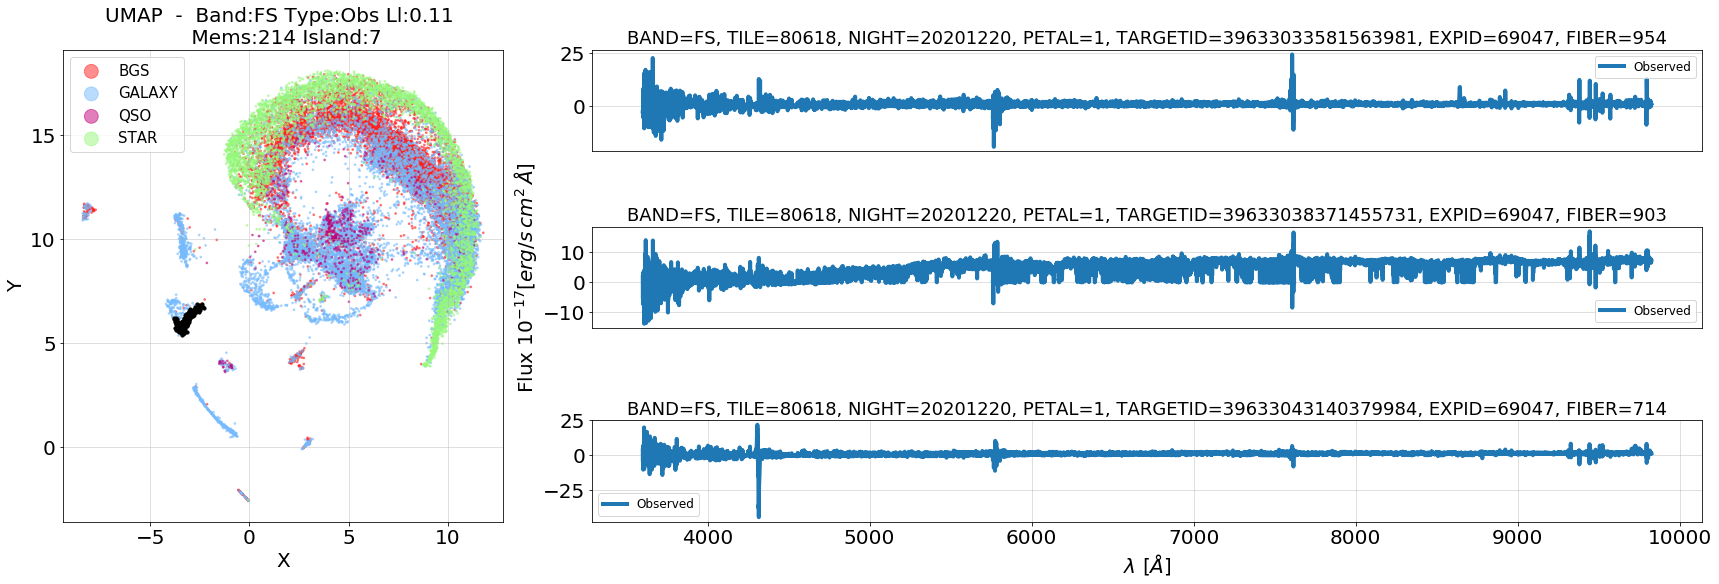 UMAP - Band:FS Type:Obs Ll:0.11
Mems:214 Island:7
BGS
GALAXY
QSO
STAR
15
10
5
0
Y
−5
0
5
10
X
Flux 10⁻¹⁷[erg/s cm² Å]
BAND=FS, TILE=80618, NIGHT=20201220, PETAL=1, TARGETID=39633033581563981, EXPID=69047, FIBER=954
25
0
Observed
BAND=FS, TILE=80618, NIGHT=20201220, PETAL=1, TARGETID=39633038371455731, EXPID=69047, FIBER=903
10
0
−10
Observed
BAND=FS, TILE=80618, NIGHT=20201220, PETAL=1, TARGETID=39633043140379984, EXPID=69047, FIBER=714
25
0
−25
Observed
4000
5000
6000
7000
8000
9000
10000
λ [Å]